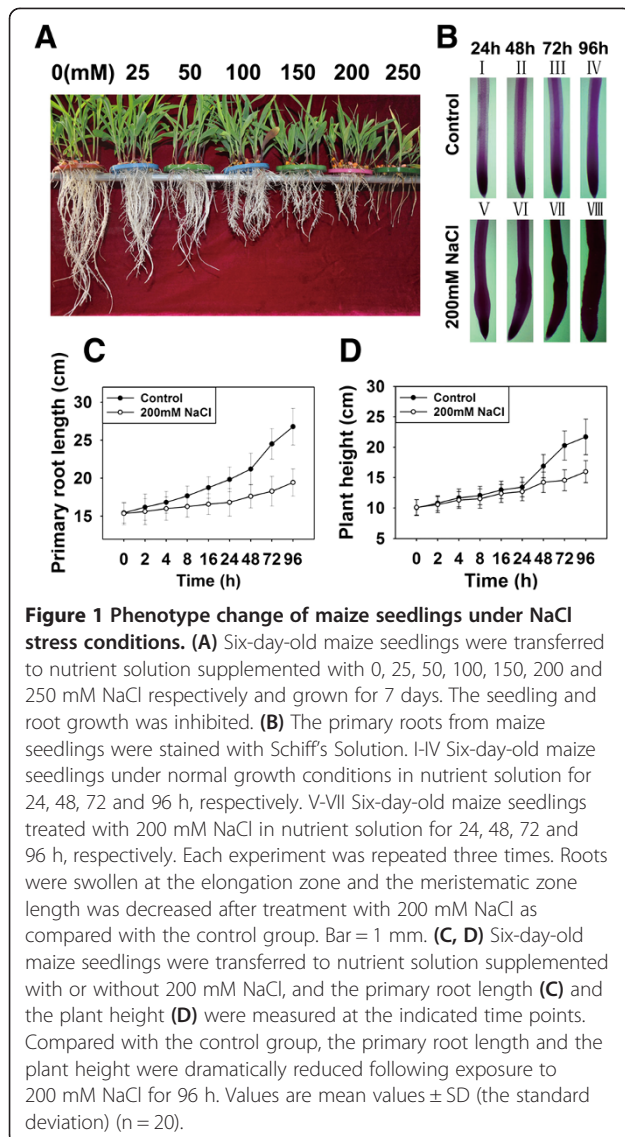 A
0(mM) 25 50 100 150 200 250
B
24h 48h 72h 96h
I II III IV
Control
V VI VII VIII
200mM NaCl
C
Primary root length (cm)
30
25
20
15
Control
200mM NaCl
0 2 4 8 16 24 48 72 96
Time (h)
D
Plant height (cm)
30
25
20
15
10
5
Control
200mM NaCl
0 2 4 8 16 24 48 72 96
Time (h)
Figure 1 Phenotype change of maize seedlings under NaCl
stress conditions. (A) Six-day-old maize seedlings were transferred
to nutrient solution supplemented with 0, 25, 50, 100, 150, 200 and
250 mM NaCl respectively and grown for 7 days. The seedling and
root growth was inhibited. (B) The primary roots from maize
seedlings were stained with Schiff's Solution. I-IV Six-day-old maize
seedlings under normal growth conditions in nutrient solution for
24, 48, 72 and 96 h, respectively. V-VII Six-day-old maize seedlings
treated with 200 mM NaCl in nutrient solution for 24, 48, 72 and
96 h, respectively. Each experiment was repeated three times. Roots
were swollen at the elongation zone and the meristematic zone
length was decreased after treatment with 200 mM NaCl as
compared with the control group. Bar = 1 mm. (C, D) Six-day-old
maize seedlings were transferred to nutrient solution supplemented
with or without 200 mM NaCl, and the primary root length (C) and
the plant height (D) were measured at the indicated time points.
Compared with the control group, the primary root length and the
plant height were dramatically reduced following exposure to
200 mM NaCl for 96 h. Values are mean values ± SD (the standard
deviation) (n = 20).